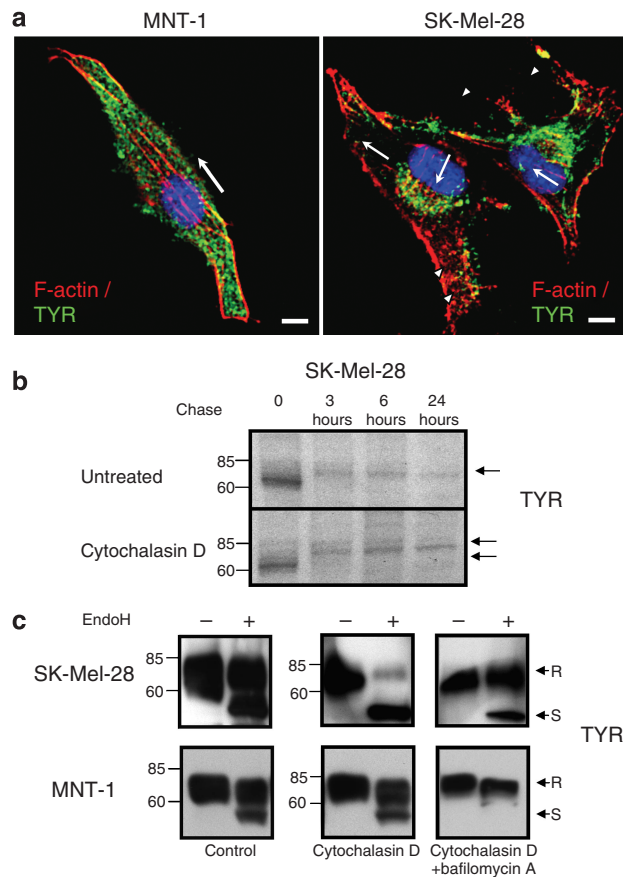 a
MNT-1 SK-Mel-28
F-actin / F-actin /
TYR TYR
b
SK-Mel-28
Chase 0 3 6 24
hours hours hours
Untreated 85
60
TYR
Cytochalasin D 85
60
c
EndoH − + − + − +
SK-Mel-28 85 85 R
60 60
S
TYR
MNT-1 85 85 R
60 60
S
Control Cytochalasin D Cytochalasin D
+bafilomycin A